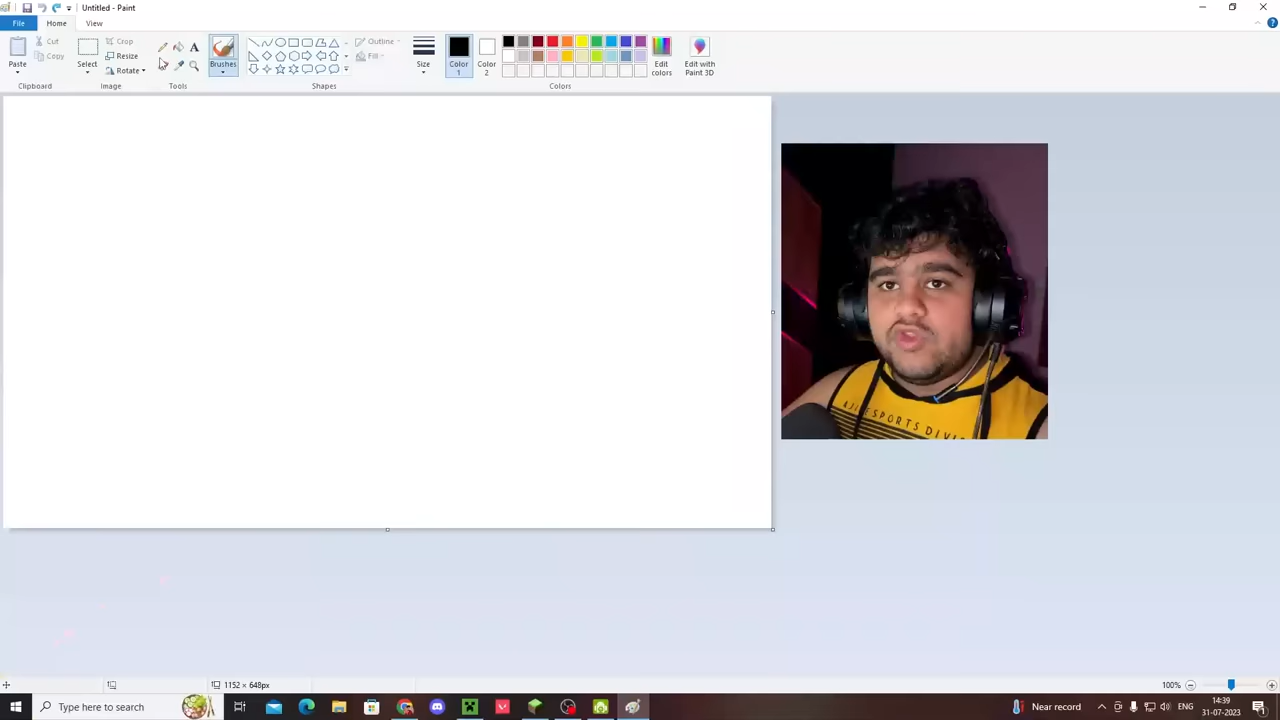 Untitled - Paint
File
Home
View
Paste
Cut
Copy
Clipboard
Select
Crop
Resize
Rotate
Image
Tools
Brushes
Shapes
Outline
Fill
Size
Color
1
Color
2
Colors
Edit
colors
Edit with
Paint 3D
ESPORTS
1152 × 648px
100%
Type here to search
Near record
ENG
14:39
31-07-2023